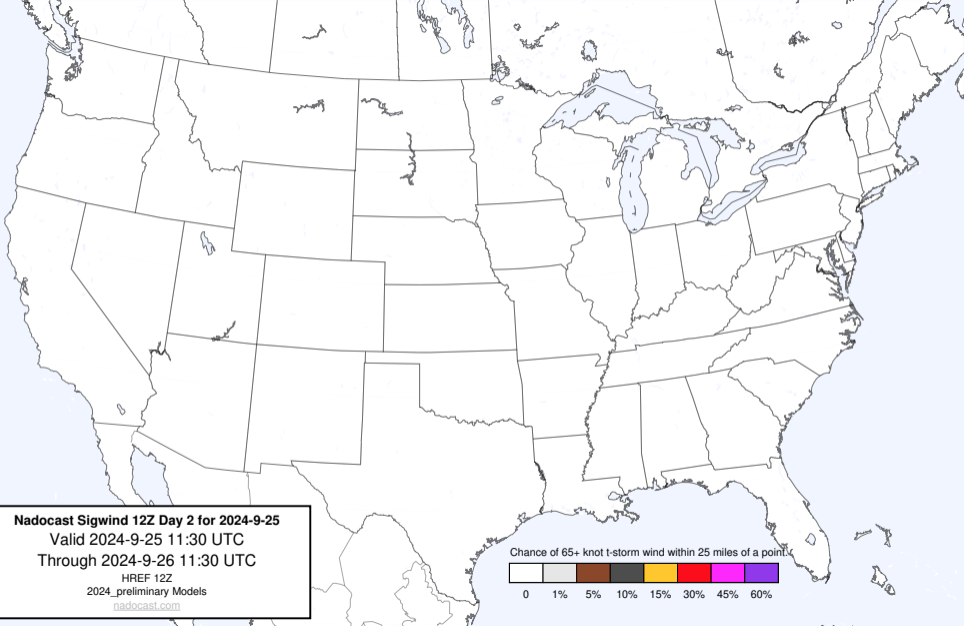 Nadocast Sigwind 12Z Day 2 for 2024-9-25
Valid 2024-9-25 11:30 UTC
Through 2024-9-26 11:30 UTC
HREF 12Z
2024_preliminary Models
nadocast.com
Chance of 65+ knot t-storm wind within 25 miles of a point.
0 1% 5% 10% 15% 30% 45% 60%